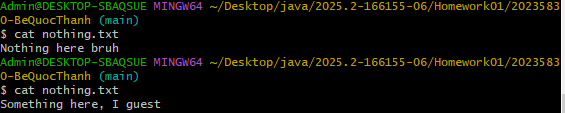 Admin@DESKTOP-SBAQSUE MINGW64 ~/Desktop/java/2025.2-166155-06/Homework01/2023583
0-BeQuocThanh (main)
$ cat nothing.txt
Nothing here bruh
Admin@DESKTOP-SBAQSUE MINGW64 ~/Desktop/java/2025.2-166155-06/Homework01/2023583
0-BeQuocThanh (main)
$ cat nothing.txt
Something here, I guest